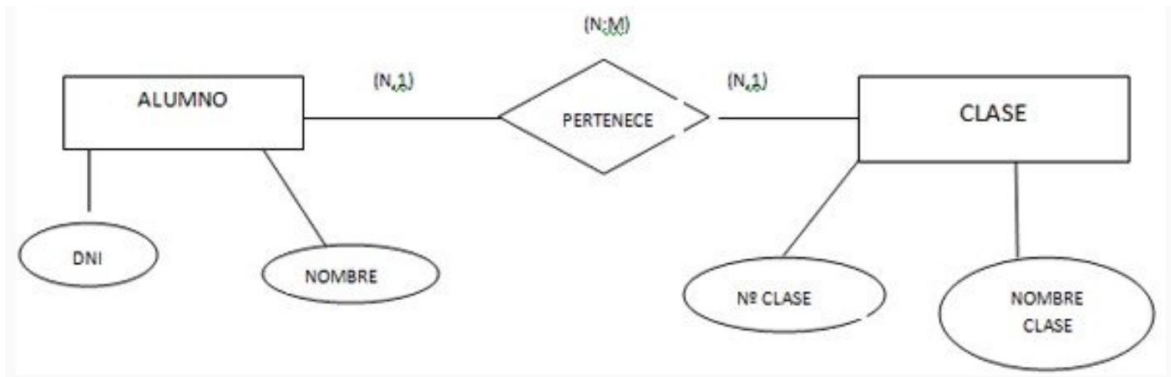 (N:M)
(N,1)
(N,1)
ALUMNO
PERTENECE
CLASE
DNI
NOMBRE
Nº CLASE
NOMBRE
CLASE